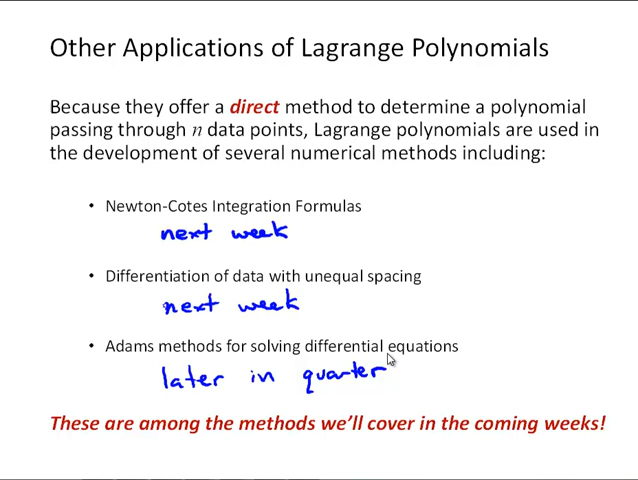 Other Applications of Lagrange Polynomials
Because they offer a direct method to determine a polynomial
passing through n data points, Lagrange polynomials are used in
the development of several numerical methods including:
• Newton-Cotes Integration Formulas
next week
• Differentiation of data with unequal spacing
next week
• Adams methods for solving differential equations
later in quarter
These are among the methods we'll cover in the coming weeks!